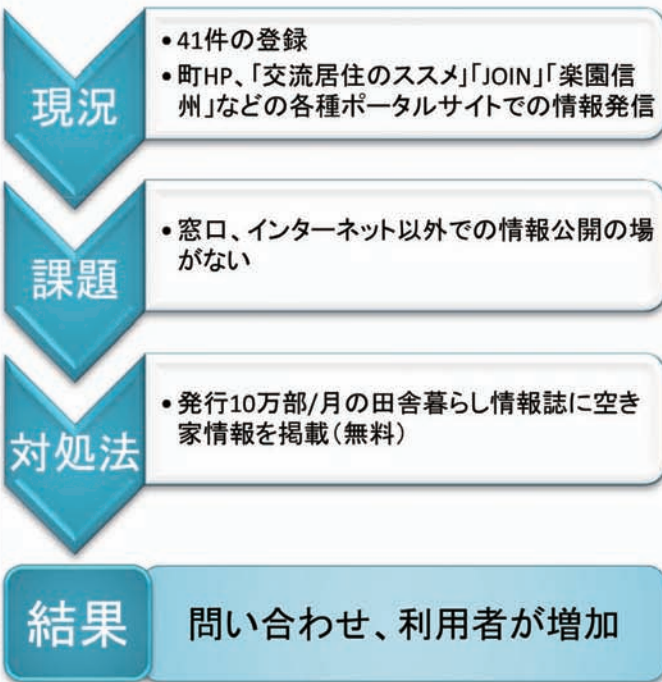 現況
• 41件の登録
• 町HP、「交流居住のススメ」「JOIN」「楽園信
州」などの各種ポータルサイトでの情報発信
課題
• 窓口、インターネット以外での情報公開の場
がない
対処法
• 発行10万部/月の田舎暮らし情報誌に空き
家情報を掲載(無料)
結果
問い合わせ、利用者が増加